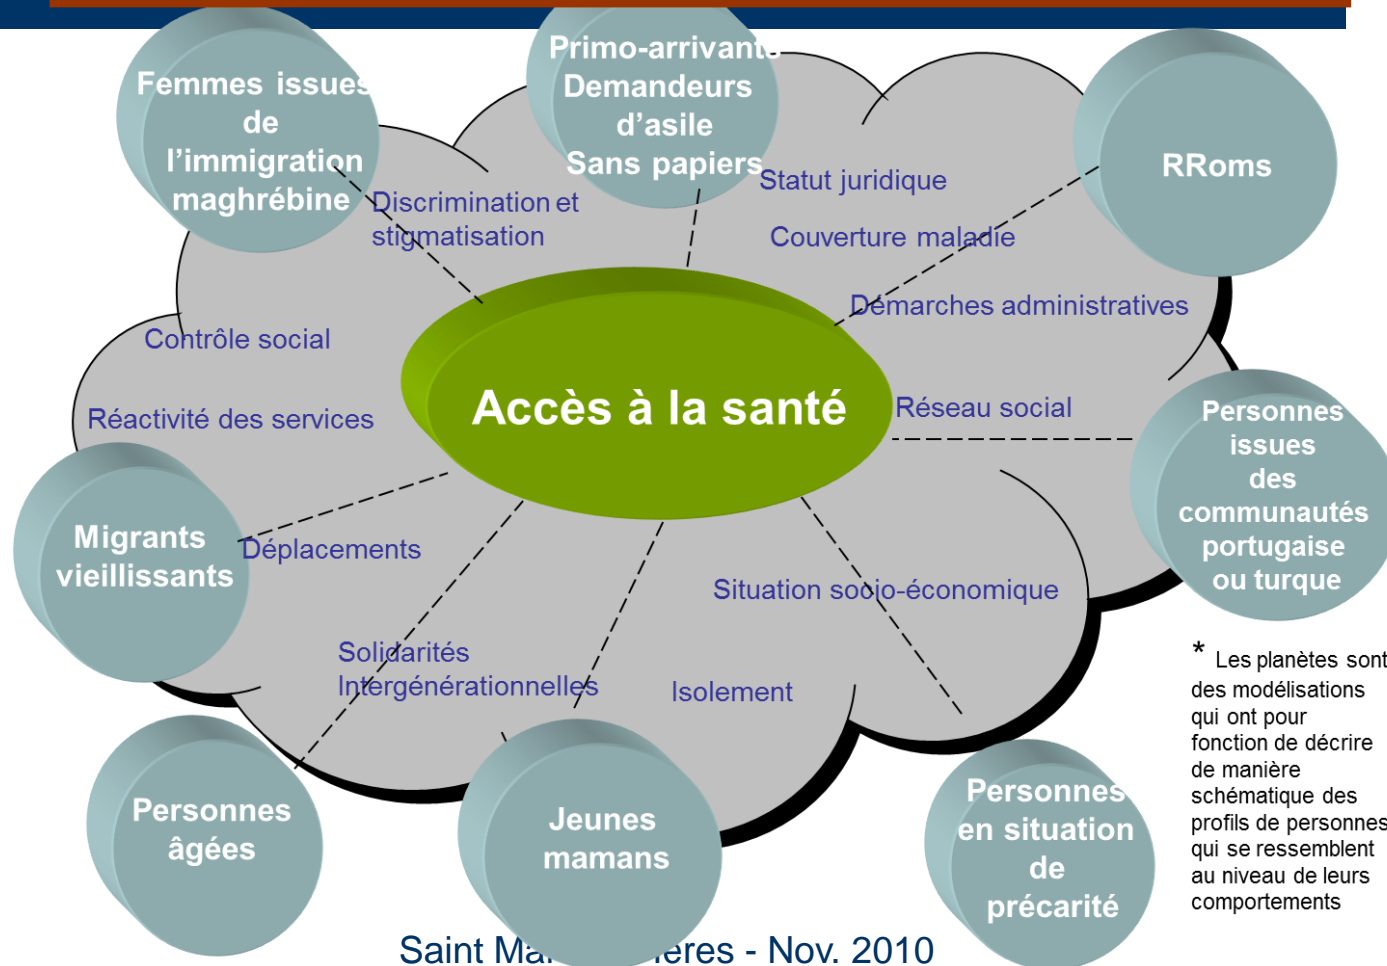 Femmes issues
de
l’immigration
maghrébine
Primo-arrivants
Demandeurs
d’asile
Sans papiers
RRoms
Discrimination et
stigmatisation
Statut juridique
Couverture maladie
Démarches administratives
Contrôle social
Réactivité des services
Accès à la santé
Réseau social
Personnes
issues
des
communautés
portugaise
ou turque
Migrants
vieillissants
Déplacements
Situation socio-économique
Solidarités
Intergénérationnelles
Isolement
Personnes
âgées
Jeunes
mamans
Personnes
en situation
de
précarité
* Les planètes sont
des modélisations
qui ont pour
fonction de décrire
de manière
schématique des
profils de personnes
qui se ressemblent
au niveau de leurs
comportements
Saint - Nov. 2010